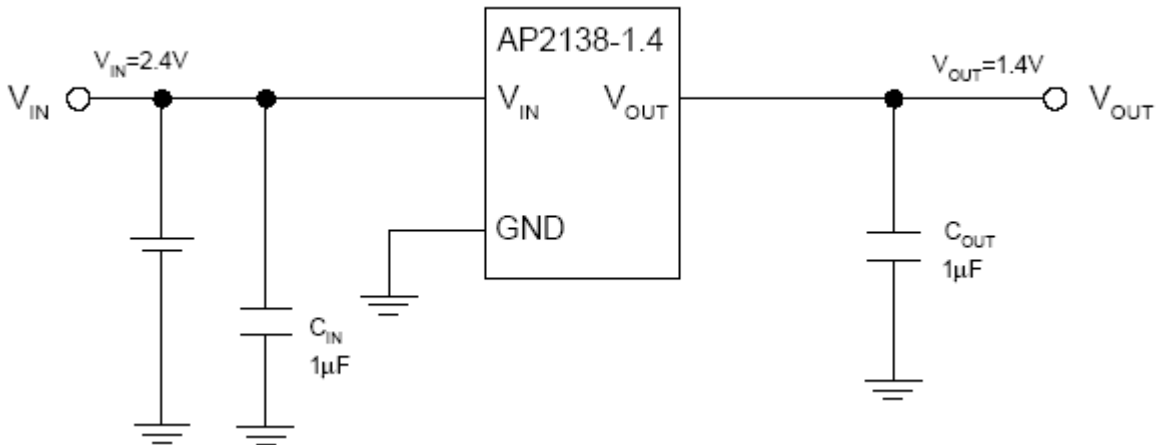 AP2138-1.4
V_IN=2.4V
V_OUT=1.4V
V_IN
V_IN
V_OUT
V_OUT
GND
C_OUT
1μF
C_IN
1μF